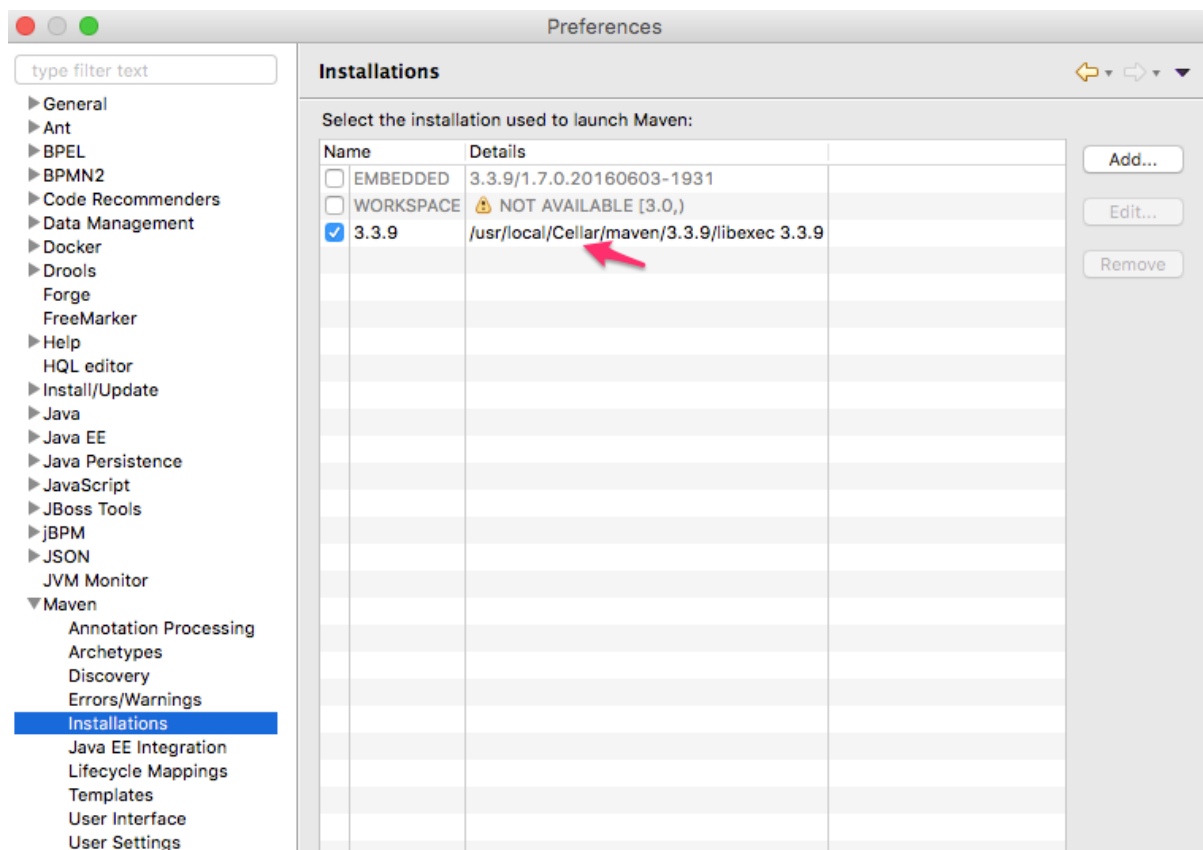 Preferences
type filter text
General
Ant
BPEL
BPMN2
Code Recommenders
Data Management
Docker
Drools
Forge
FreeMarker
Help
HQL editor
Install/Update
Java
Java EE
Java Persistence
JavaScript
JBoss Tools
jBPM
JSON
JVM Monitor
Maven
Annotation Processing
Archetypes
Discovery
Errors/Warnings
Installations
Java EE Integration
Lifecycle Mappings
Templates
User Interface
User Settings
Installations
Select the installation used to launch Maven:
Name Details
EMBEDDED 3.3.9/1.7.0.20160603-1931
WORKSPACE NOT AVAILABLE [3.0,)
3.3.9 /usr/local/Cellar/maven/3.3.9/libexec 3.3.9
Add...
Edit...
Remove